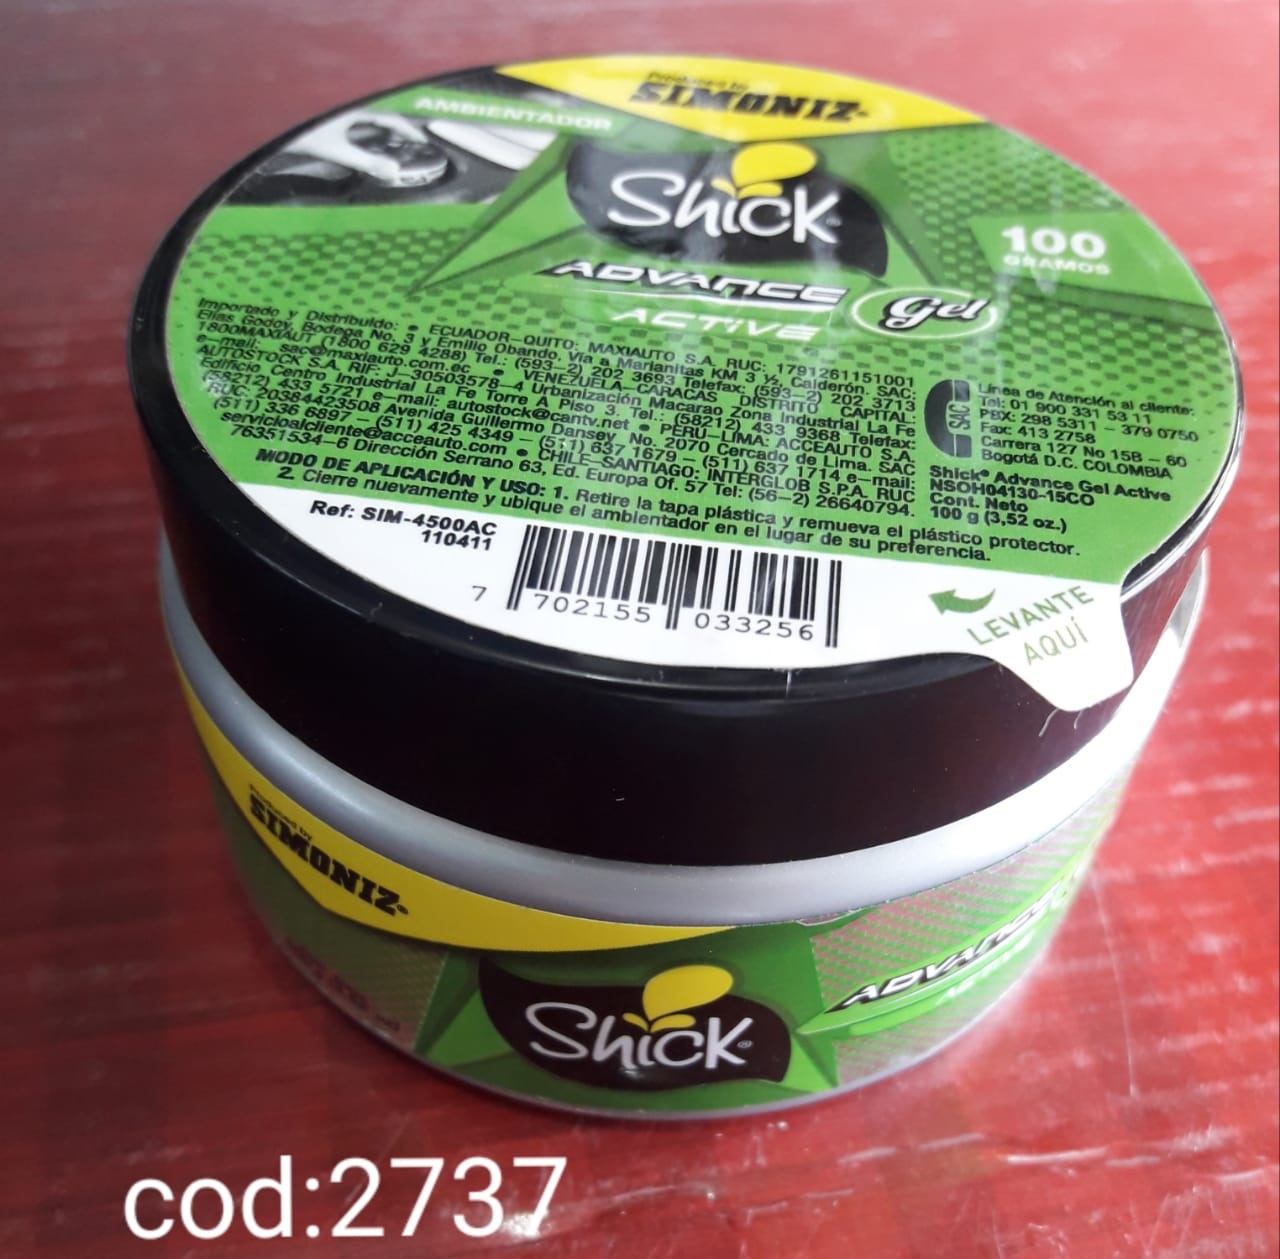 Produced by
SIMONIZ®
AMBIENTADOR
Shick®
100
GRAMOS
ADVANCE
Gel
ACTIVE
Importado y Distribuido: • ECUADOR-QUITO: MAXIAUTO S.A. RUC: 1791261151001
Elías Godoy, Bodega No. 3 y Emilio Obando, Vía a Marianitas KM 3 ½, Calderón. SAC:
1800MAXIAUT (1800 629 4288) Tel.: (593-2) 202 3693 Telefax: (593-2) 202 3713
e-mail: sac@maxiauto.com.ec • VENEZUELA-CARACAS DISTRITO CAPITAL:
AUTOSTOCK S.A. RIF: J-30503578-4 Urbanización Macarao Zona Industrial La Fe
Edificio Centro Industrial La Fe Torre A Piso 3. Tel.: (58212) 433 9368 Telefax:
(58212) 433 5721 e-mail: autostock@cantv.net • PERÚ-LIMA: ACCEAUTO S.A.
RUC: 20384423508 Avenida Guillermo Dansey, No. 2070 Cercado de Lima. SAC
(511) 336 6897 (511) 425 4349 - (511) 637 1679 - (511) 637 1714 e-mail:
servicioalcliente@acceauto.com • CHILE-SANTIAGO: INTERGLOB S.P.A. RUC
76351534-6 Dirección Serrano 63, Ed. Europa Of. 57 Tel: (56-2) 26640794.
MODO DE APLICACIÓN Y USO: 1. Retire la tapa plástica y remueva el plástico protector.
2. Cierre nuevamente y ubique el ambientador en el lugar de su preferencia.
SAC
Línea de Atención al cliente:
Tel: 01 900 331 53 11
PBX: 298 5311 - 379 0750
Fax: 413 2758
Carrera 127 No 15B - 60
Bogotá D.C. COLOMBIA
Shick® Advance Gel Active
NSOH04130-15CO
Cont. Neto
100 g (3,52 oz.)
Ref: SIM-4500AC
110411
7 702155 033256
LEVANTE
AQUÍ
Produced by
SIMONIZ®
Shick®
ADVANCE
cod:2737